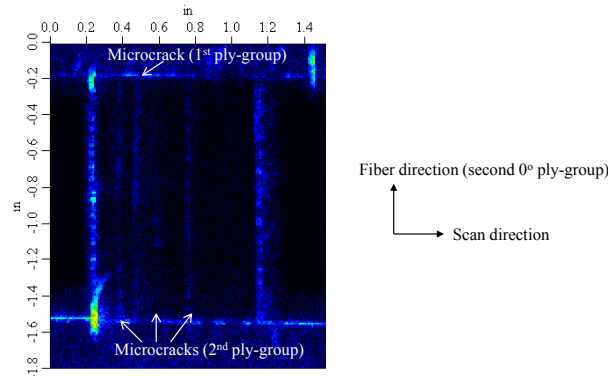 in
0.0 0.2 0.4 0.6 0.8 1.0 1.2 1.4
0.0
-0.2
-0.4
-0.6
-0.8
-1.0
-1.2
-1.4
-1.6
-1.8
in
Microcrack (1st ply-group)
Microcracks (2nd ply-group)
Fiber direction (second 0° ply-group)
Scan direction